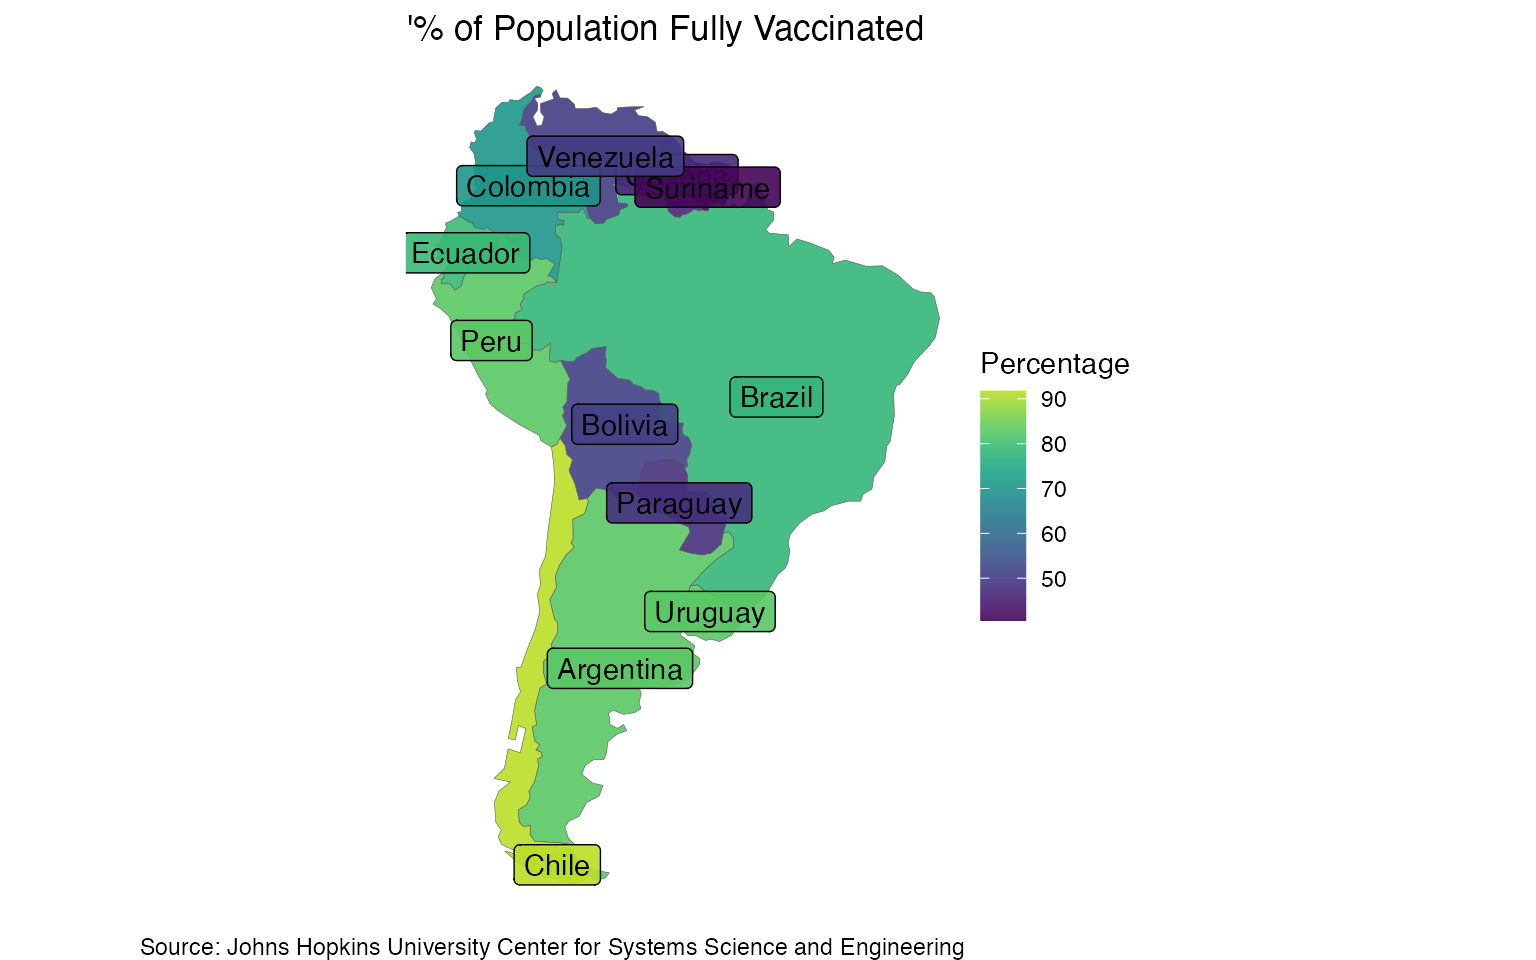 '% of Population Fully Vaccinated
Venezuela
Colombia
Suriname
Ecuador
Peru
Brazil
Bolivia
Paraguay
Uruguay
Argentina
Chile
Percentage
90
80
70
60
50
Source: Johns Hopkins University Center for Systems Science and Engineering